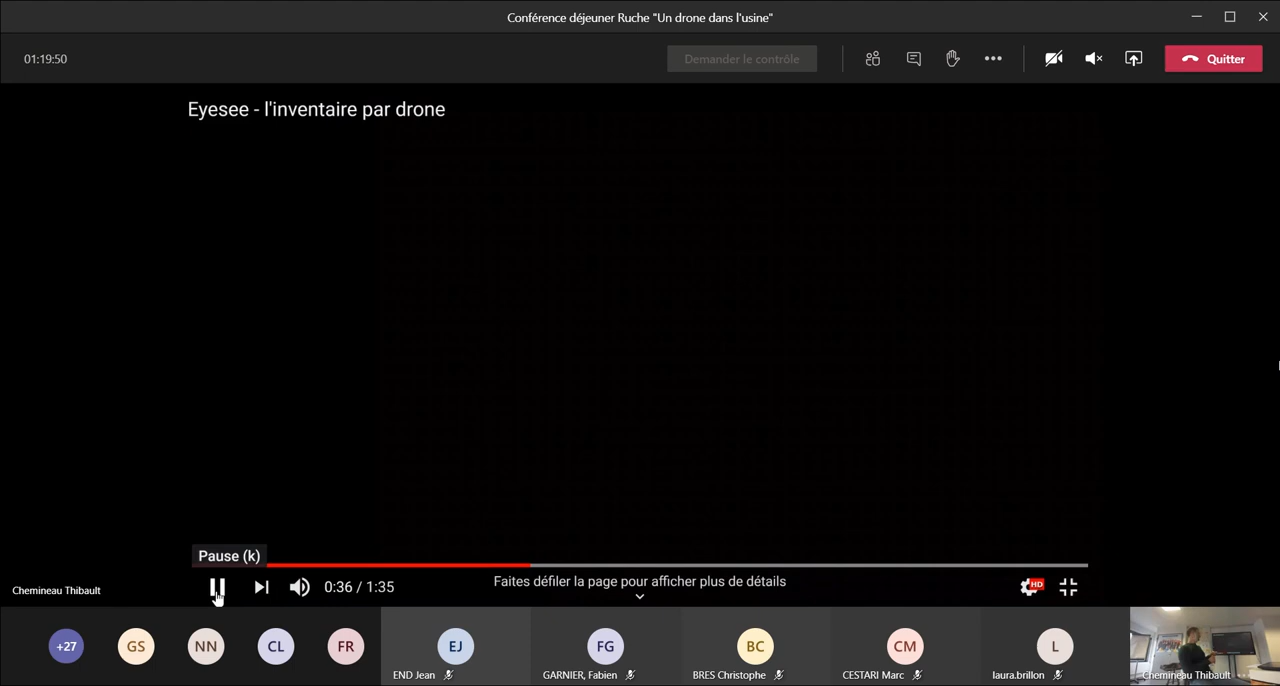 Conférence déjeuner Ruche "Un drone dans l'usine"
01:19:50
Demander le contrôle
Quitter
Eyesee - l'inventaire par drone
Pause (k)
0:36 / 1:35
Faites défiler la page pour afficher plus de détails
HD
Chemineau Thibault
+27
GS
NN
CL
FR
EJ
FG
BC
CM
L
END Jean
GARNIER, Fabien
BRES Christophe
CESTARI Marc
laura.brillon
Chemineau Thibault